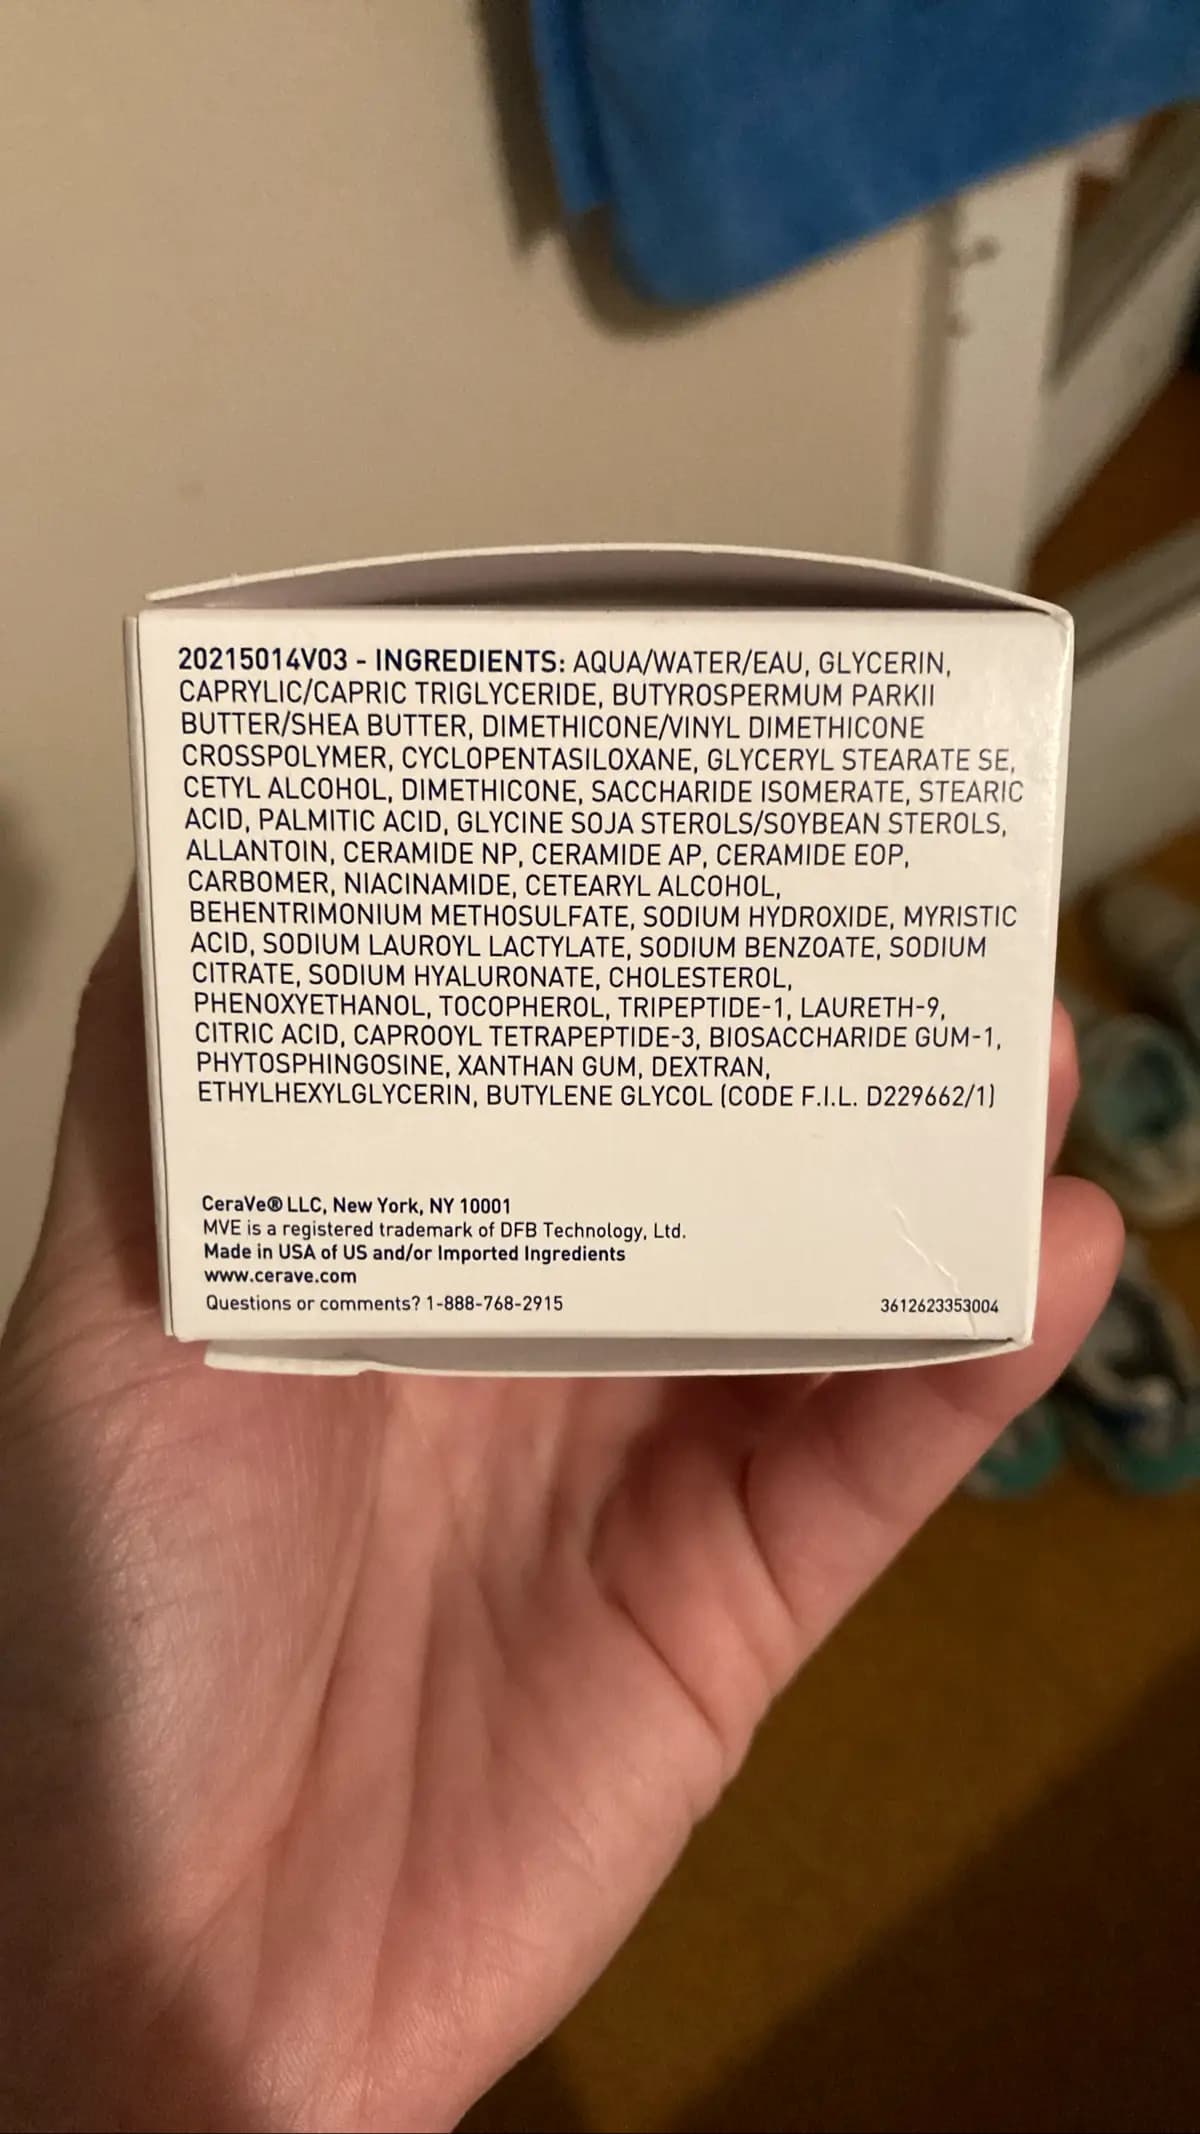 20215014V03 - INGREDIENTS: AQUA/WATER/EAU, GLYCERIN,
CAPRYLIC/CAPRIC TRIGLYCERIDE, BUTYROSPERMUM PARKII
BUTTER/SHEA BUTTER, DIMETHICONE/VINYL DIMETHICONE
CROSSPOLYMER, CYCLOPENTASILOXANE, GLYCERYL STEARATE SE,
CETYL ALCOHOL, DIMETHICONE, SACCHARIDE ISOMERATE, STEARIC
ACID, PALMITIC ACID, GLYCINE SOJA STEROLS/SOYBEAN STEROLS,
ALLANTOIN, CERAMIDE NP, CERAMIDE AP, CERAMIDE EOP,
CARBOMER, NIACINAMIDE, CETEARYL ALCOHOL,
BEHENTRIMONIUM METHOSULFATE, SODIUM HYDROXIDE, MYRISTIC
ACID, SODIUM LAUROYL LACTYLATE, SODIUM BENZOATE, SODIUM
CITRATE, SODIUM HYALURONATE, CHOLESTEROL,
PHENOXYETHANOL, TOCOPHEROL, TRIPEPTIDE-1, LAURETH-9,
CITRIC ACID, CAPROOYL TETRAPEPTIDE-3, BIOSACCHARIDE GUM-1,
PHYTOSPHINGOSINE, XANTHAN GUM, DEXTRAN,
ETHYLHEXYLGLYCERIN, BUTYLENE GLYCOL (CODE F.I.L. D229662/1)
CeraVe® LLC, New York, NY 10001
MVE is a registered trademark of DFB Technology, Ltd.
Made in USA of US and/or Imported Ingredients
www.cerave.com
Questions or comments? 1-888-768-2915
3612623353004